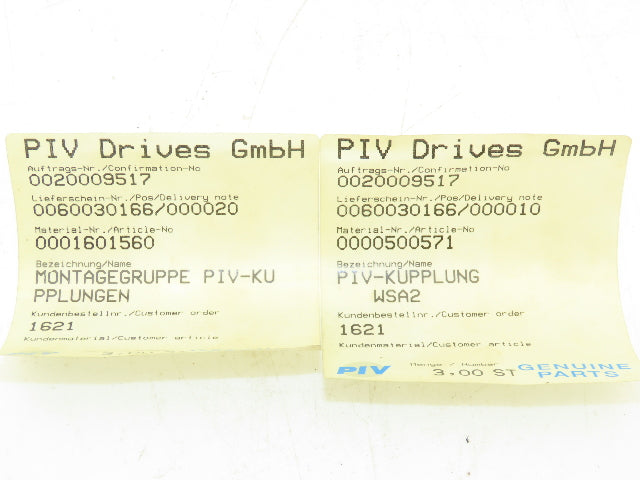 PIV Drives GmbH
Auftrags-Nr./Confirmation-No
0020009517
Lieferschein-Nr./Pos/Delivery note
0060030166/000020
Material-Nr./Article-No
0001601560
Bezeichnung/Name
MONTAGEGRUPPE PIV-KU
PPLUNGEN
Kundenbestellnr./Customer order
1621
Kundenmaterial/Customer article
PIV
PIV Drives GmbH
Auftrags-Nr./Confirmation-No
0020009517
Lieferschein-Nr./Pos/Delivery note
0060030166/000010
Material-Nr./Article-No
0000500571
Bezeichnung/Name
PIV-KUPPLUNG
WSA2
Kundenbestellnr./Customer order
1621
Kundenmaterial/Customer article
Menge / Number
PIV 3,00 ST GENUINE
PARTS